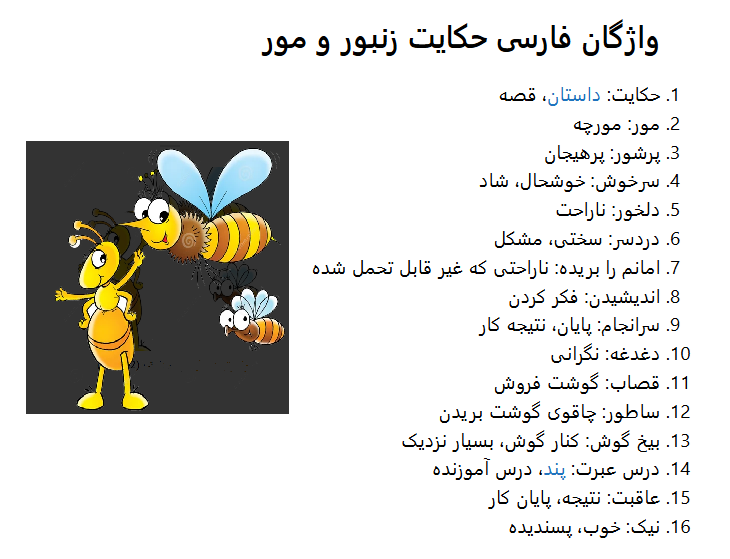 واژگان فارسی حکایت زنبور و مور
1. حکایت: داستان، قصه
2. مور: مورچه
3. پرشور: پرهیجان
4. سرخوش: خوشحال، شاد
5. دلخور: ناراحت
6. دردسر: سختی، مشکل
7. امانم را بریده: ناراحتی که غیر قابل تحمل شده
8. اندیشیدن: فکر کردن
9. سرانجام: پایان، نتیجه کار
10. دغدغه: نگرانی
11. قصاب: گوشت فروش
12. ساطور: چاقوی گوشت بریدن
13. بیخ گوش: کنار گوش، بسیار نزدیک
14. درس عبرت: پند، درس آموزنده
15. عاقبت: نتیجه، پایان کار
16. نیک: خوب، پسندیده